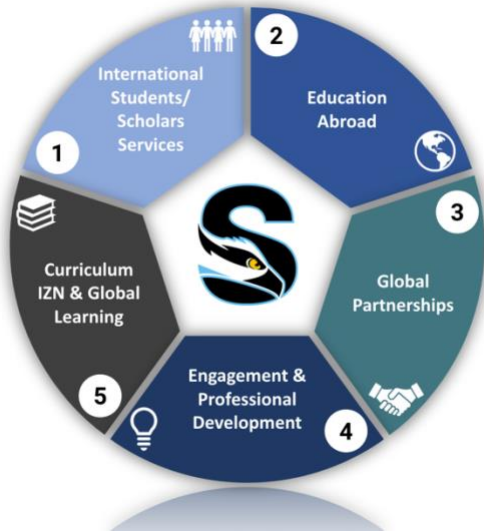 1
International
Students/
Scholars
Services
2
Education
Abroad
3
Global
Partnerships
4
Engagement &
Professional
Development
5
Curriculum
IZN & Global
Learning
S